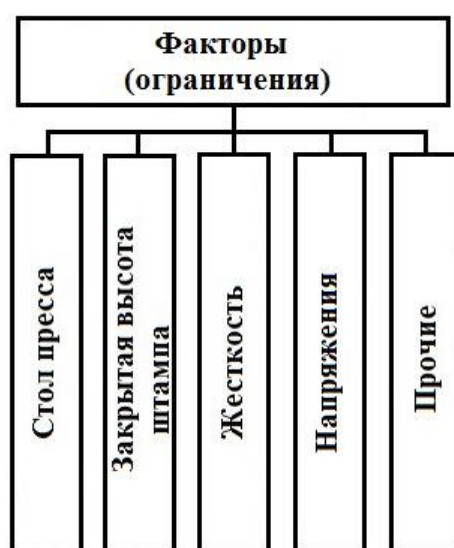 Факторы
(ограничения)
Стол пресса
Закрытая высота
штампа
Жесткость
Напряжения
Прочие